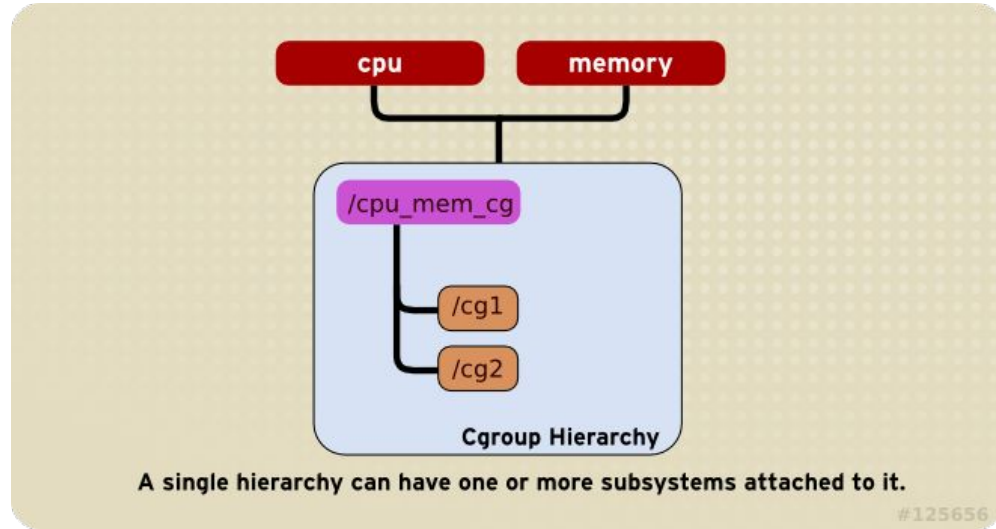 cpu
memory
/cpu_mem_cg
/cg1
/cg2
Cgroup Hierarchy
A single hierarchy can have one or more subsystems attached to it.
#125656